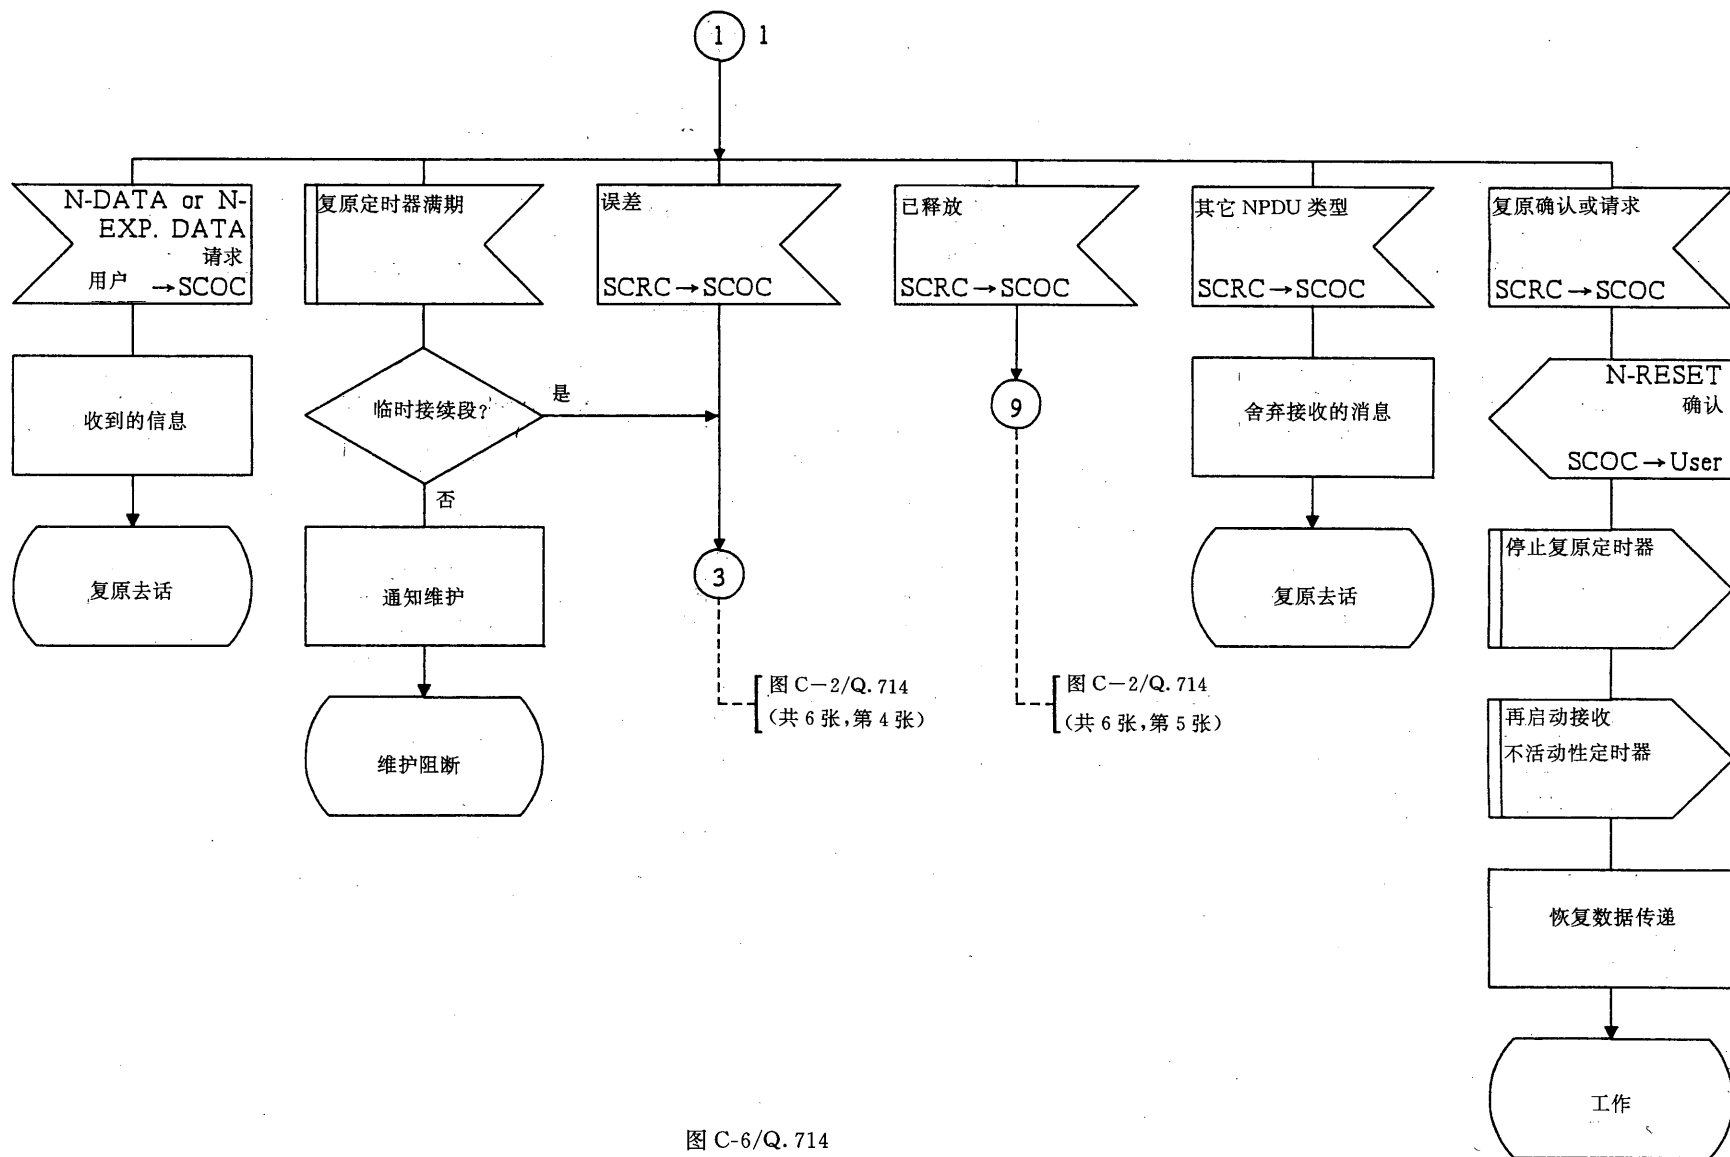 1 1
N-DATA or N-
EXP. DATA
请求
用户 →SCOC
复原定时器满期
误差
SCRC→SCOC
已释放
SCRC→SCOC
其它 NPDU 类型
SCRC→SCOC
复原确认或请求
SCRC→SCOC
收到的信息
临时接续段?
是
否
9
舍弃接收的消息
N-RESET
确认
SCOC→User
复原去话
通知维护
3
复原去话
停止复原定时器
图 C-2/Q.714
(共 6 张,第 4 张)
图 C-2/Q.714
(共 6 张,第 5 张)
再启动接收
不活动性定时器
维护阻断
恢复数据传递
工作
图 C-6/Q.714